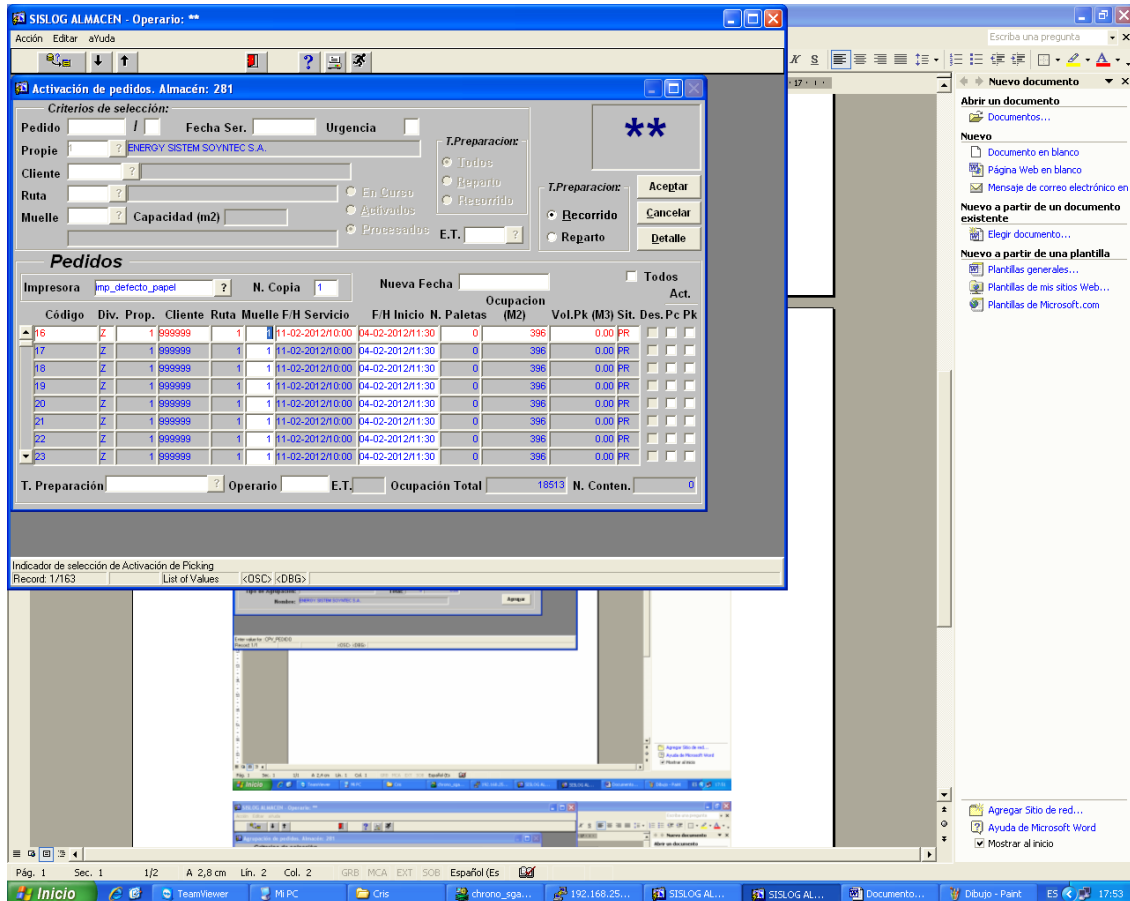 SISLOG ALMACEN - Operario: **
Acción Editar aYuda
Activación de pedidos. Almacén: 281
Criterios de selección:
Pedido / Fecha Ser. Urgencia
**
Propie 1 ? ENERGY SISTEM SOYNTEC S.A.
T.Preparacion:
Todos
Reparto
Recorrido
Cliente ?
Ruta ?
En Curso
Activados
Procesados
Muelle ? Capacidad (m2)
E.T. ?
T.Preparacion:
Recorrido
Reparto
Aceptar
Cancelar
Detalle
Pedidos
Impresora imp_defecto_papel ? N. Copia 1 Nueva Fecha Todos
Act.
Código Div. Prop. Cliente Ruta Muelle F/H Servicio F/H Inicio N. Paletas Ocupacion (M2) Vol.Pk (M3) Sit. Des. Pc Pk
16 Z 1 999999 1 1 11-02-2012/10:00 04-02-2012/11:30 0 396 0.00 PR
17 Z 1 999999 1 1 11-02-2012/10:00 04-02-2012/11:30 0 396 0.00 PR
18 Z 1 999999 1 1 11-02-2012/10:00 04-02-2012/11:30 0 396 0.00 PR
19 Z 1 999999 1 1 11-02-2012/10:00 04-02-2012/11:30 0 396 0.00 PR
20 Z 1 999999 1 1 11-02-2012/10:00 04-02-2012/11:30 0 396 0.00 PR
21 Z 1 999999 1 1 11-02-2012/10:00 04-02-2012/11:30 0 396 0.00 PR
22 Z 1 999999 1 1 11-02-2012/10:00 04-02-2012/11:30 0 396 0.00 PR
23 Z 1 999999 1 1 11-02-2012/10:00 04-02-2012/11:30 0 396 0.00 PR
T. Preparación ? Operario E.T. Ocupación Total 18513 N. Conten. 0
Indicador de selección de Activación de Picking
Record: 1/163 List of Values <OSC> <DBG>
Escriba una pregunta
K S
17
Nuevo documento
Abrir un documento
Documentos...
Nuevo
Documento en blanco
Página Web en blanco
Mensaje de correo electrónico en
Nuevo a partir de un documento existente
Elegir documento...
Nuevo a partir de una plantilla
Plantillas generales...
Plantillas de mis sitios Web...
Plantillas de Microsoft.com
Agregar Sitio de red...
Ayuda de Microsoft Word
Mostrar al inicio
Agregar
Inicio
SISLOG ALMACEN - Operario: **
Agrupación de pedidos. Almacén: 281
Pág. 1 Sec. 1 1/2 A 2,8 cm Lín. 2 Col. 2 GRB MCA EXT SOB Español (Es
Inicio TeamViewer Mi PC Cris chrono_sga... 192.168.25... SISLOG AL... SISLOG AL... Documento... Dibujo - Paint ES 17:53